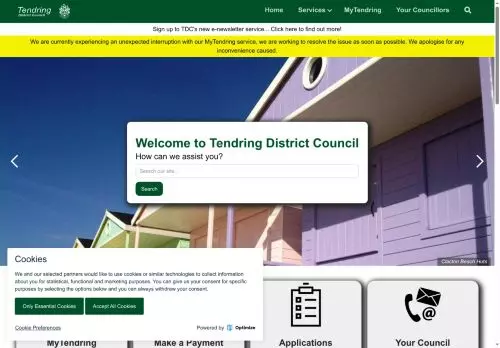 Tendring
District Council
Home
Services
MyTendring
Your Councillors
Sign up to TDC's new e-newsletter service... Click here to find out more!
We are currently experiencing an unexpected interruption with our MyTendring service, we are working to resolve the issue as soon as possible. We apologise for any
inconvenience caused.
Welcome to Tendring District Council
How can we assist you?
Search our site...
Search
Clacton Beach Huts
Cookies
We and our selected partners would like to use cookies or similar technologies to collect information
about you for statistical, functional and marketing purposes. You can give us your consent for specific
purposes by selecting the options below and you can always withdraw your consent.
Only Essential Cookies
Accept All Cookies
Cookie Preferences
Powered by
Optimize
MyTendring
Make a Payment
Applications
Your Council